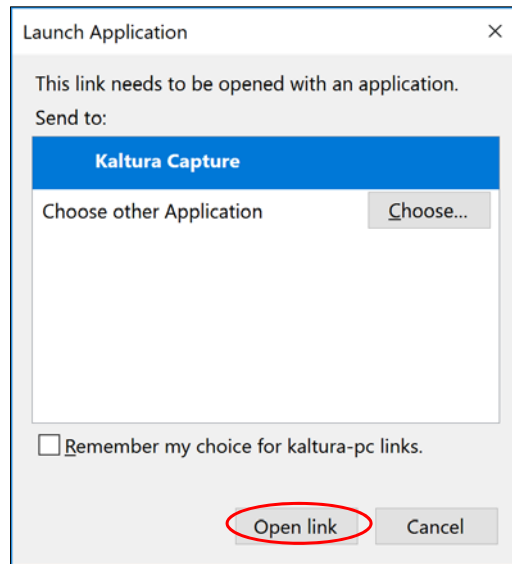 Launch Application
This link needs to be opened with an application.
Send to:
Kaltura Capture
Choose other Application
Choose...
Remember my choice for kaltura-pc links.
Open link
Cancel